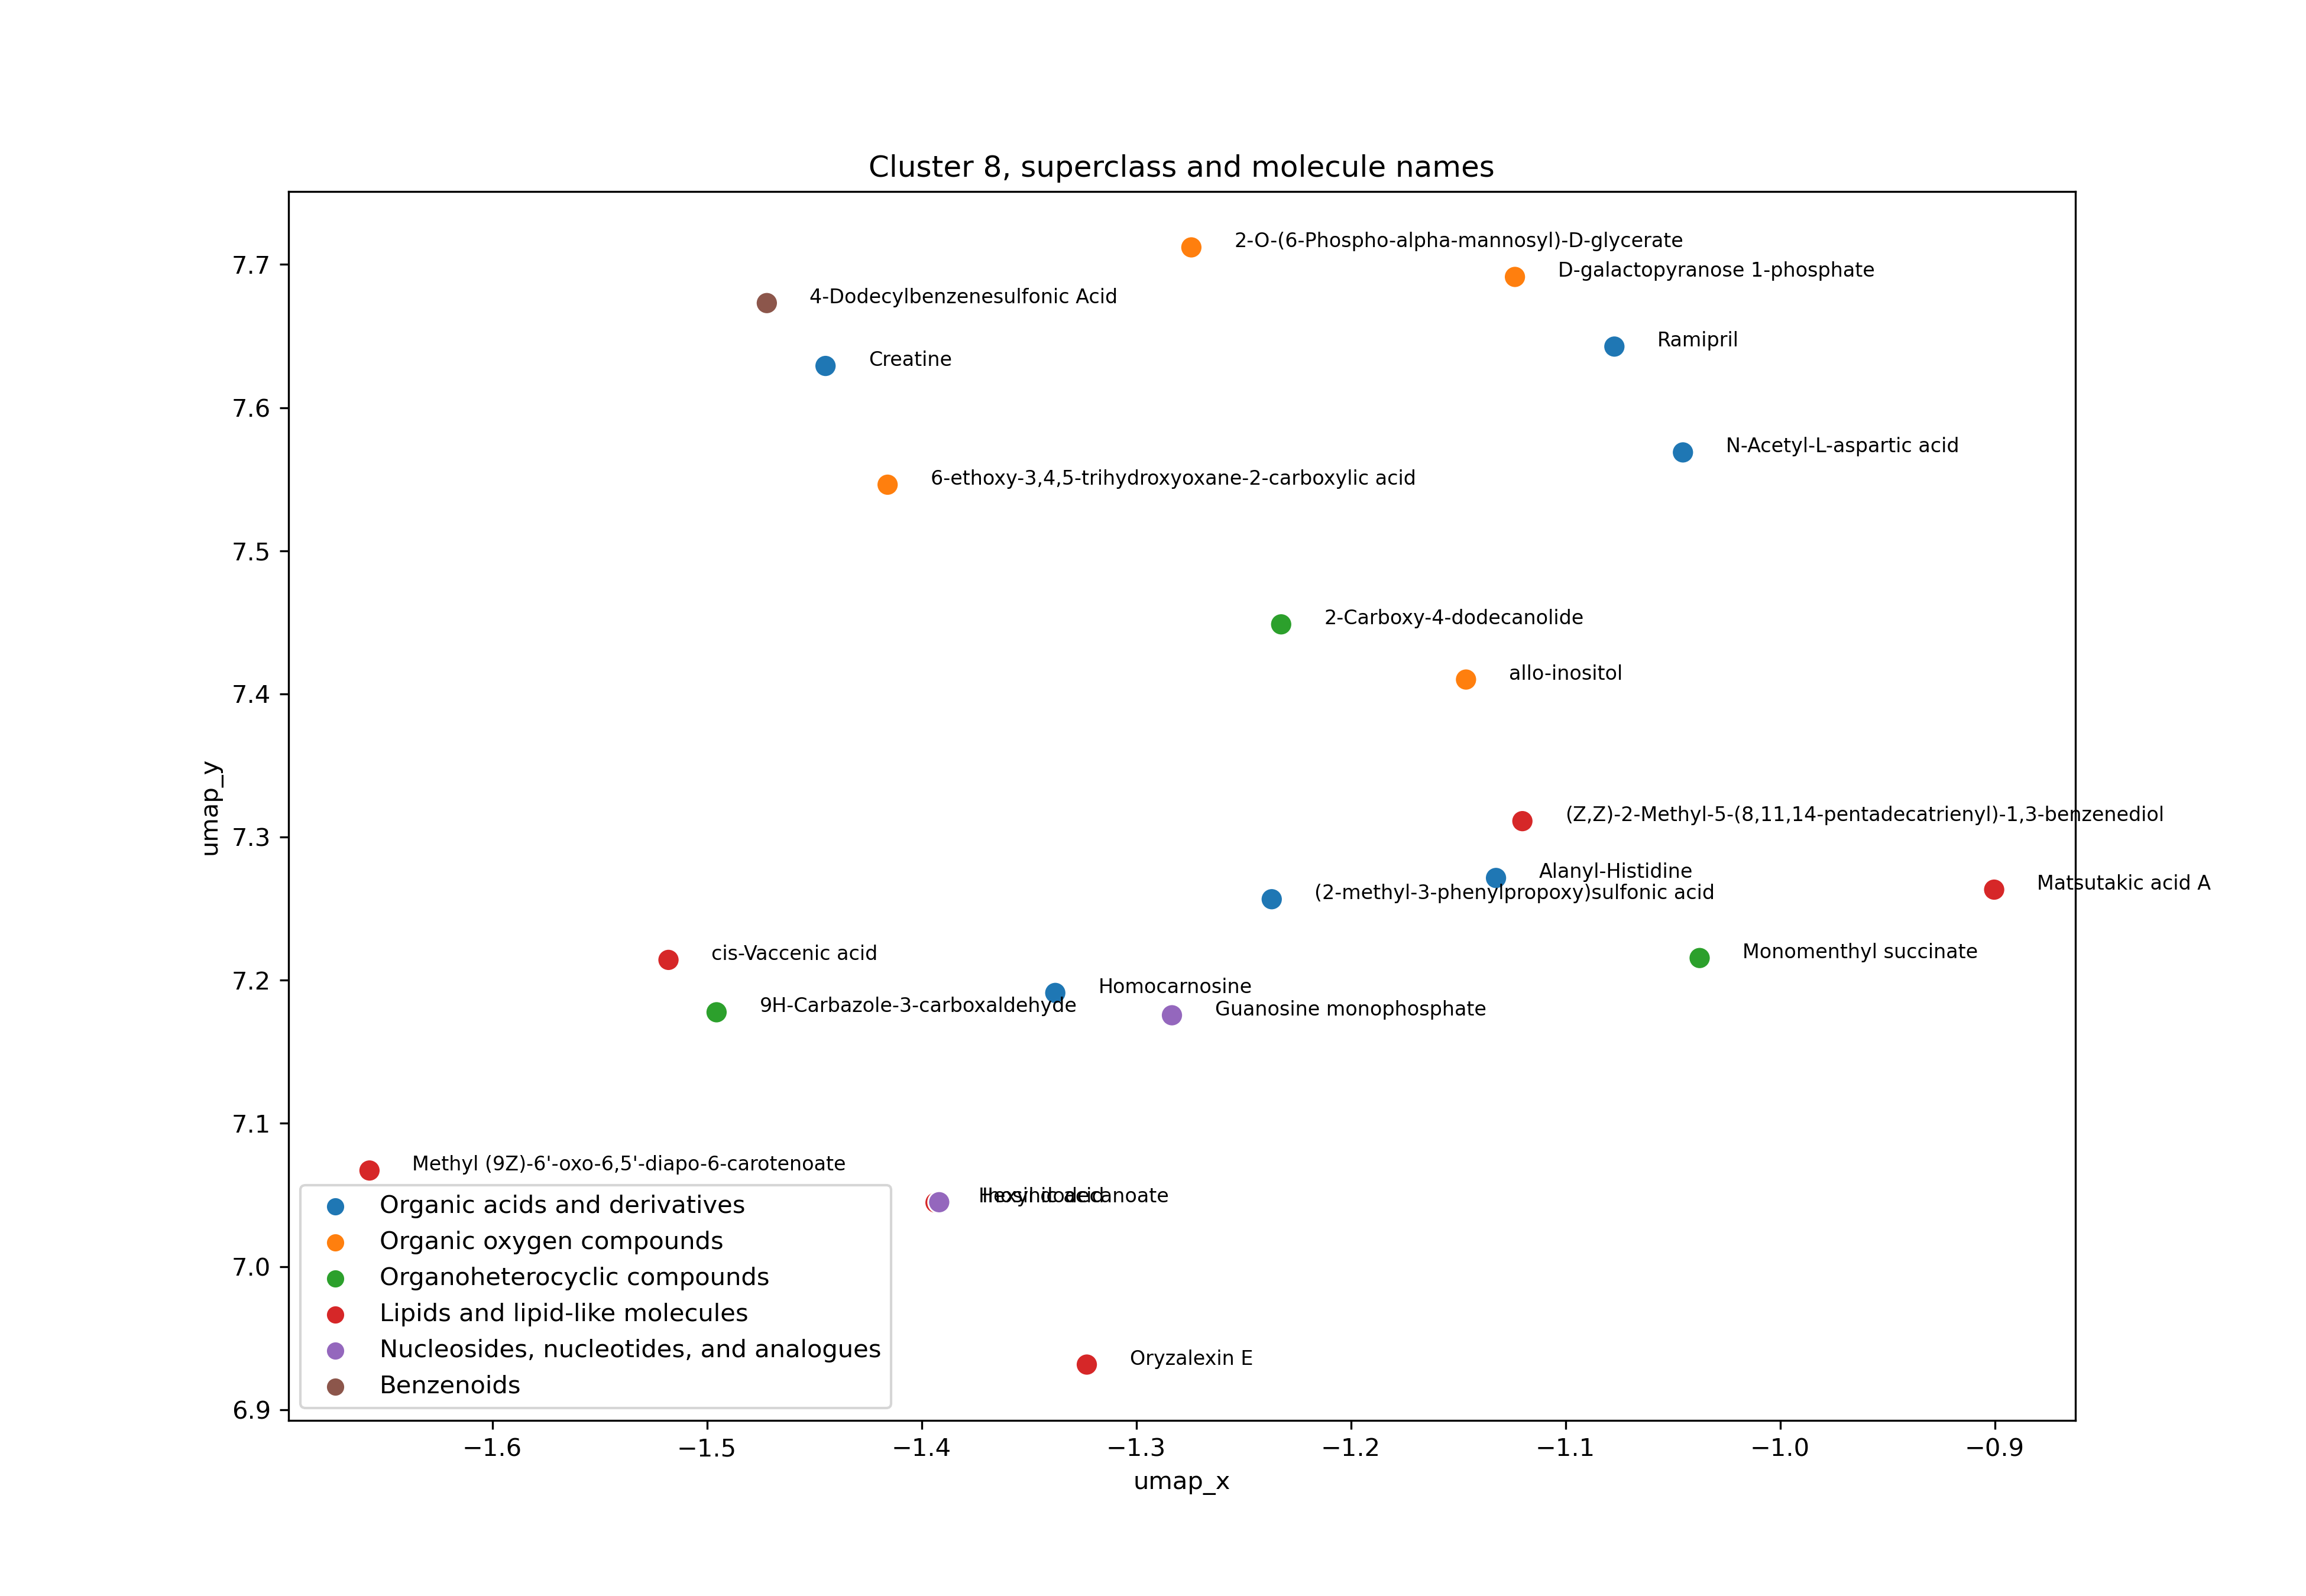 Cluster 8, superclass and molecule names
2-O-(6-Phospho-alpha-mannosyl)-D-glycerate
7.7
D-galactopyranose 1-phosphate
4-Dodecylbenzenesulfonic Acid
Ramipril
Creatine
7.6
N-Acetyl-L-aspartic acid
6-ethoxy-3,4,5-trihydroxyoxane-2-carboxylic acid
7.5
2-Carboxy-4-dodecanolide
7.4
allo-inositol
(Z,Z)-2-Methyl-5-(8,11,14-pentadecatrienyl)-1,3-benzenediol
7.3
Alanyl-Histidine
Matsutakic acid A
(2-methyl-3-phenylpropoxy)sulfonic acid
umap_y
cis-Vaccenic acid
Monomenthyl succinate
7.2
Homocarnosine
9H-Carbazole-3-carboxaldehyde
Guanosine monophosphate
7.1
Methyl (9Z)-6'-oxo-6,5'-diapo-6-carotenoate
Organic acids and derivatives
Organic oxygen compounds
7.0
Organoheterocyclic compounds
Lipids and lipid-like molecules
Nucleosides, nucleotides, and analogues
Oryzalexin E
Benzenoids
6.9
−1.6 −1.5 −1.4 −1.3 −1.2 −1.1 −1.0 −0.9
umap_x